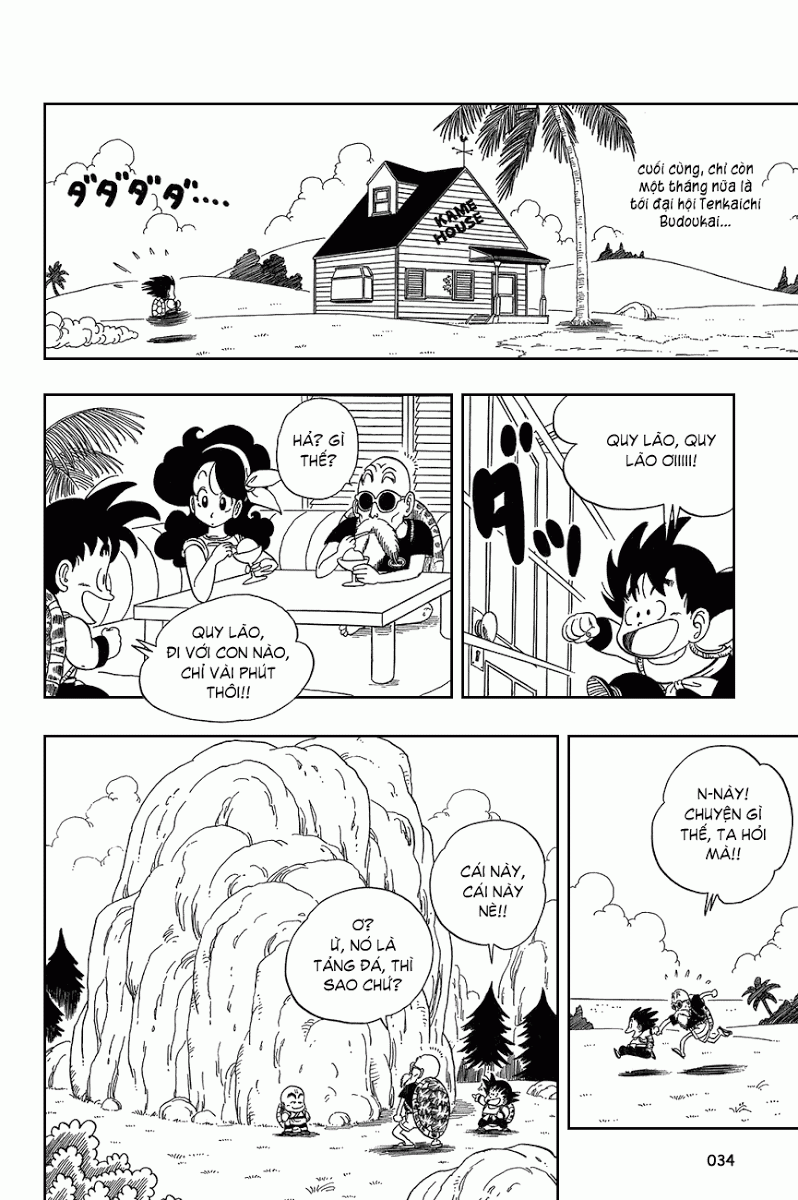 ダダダダ....
KAME
HOUSE
cuối cùng, chỉ còn
một tháng nữa là
tới đại hội Tenkaichi
Budoukai...
QUY LÃO, QUY
LÃO ƠIIIII!
ダッ
HẢ? GÌ
THẾ?
QUY LÃO,
ĐI VỚI CON NÀO,
CHỈ VÀI PHÚT
THÔI!!
N-NÀY!
CHUYỆN GÌ
THẾ, TA HỎI
MÀ!!
CÁI NÀY,
CÁI NÀY
NÈ!!
Ơ?
Ừ, NÓ LÀ
TẢNG ĐÁ, THÌ
SAO CHỨ?
034